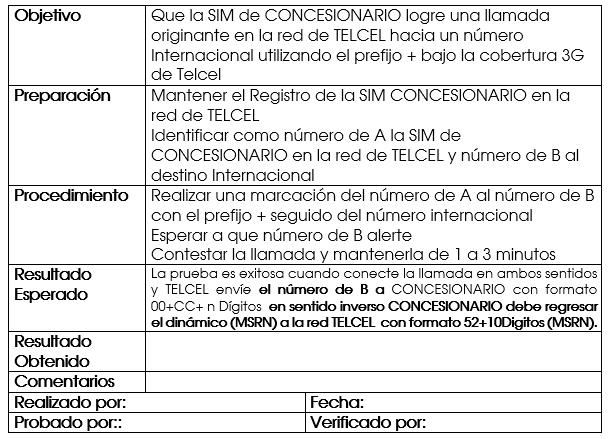 Objetivo
Que la SIM de CONCESIONARIO logre una llamada
originante en la red de TELCEL hacia un número
Internacional utilizando el prefijo + bajo la cobertura 3G
de Telcel
Preparación
Mantener el Registro de la SIM CONCESIONARIO en la
red de TELCEL
Identificar como número de A la SIM de
CONCESIONARIO en la red de TELCEL y número de B al
destino Internacional
Procedimiento
Realizar una marcación del número de A al número de B
con el prefijo + seguido del número internacional
Esperar a que número de B alerte
Contestar la llamada y mantenerla de 1 a 3 minutos
Resultado
Esperado
La prueba es exitosa cuando conecte la llamada en ambos sentidos
y TELCEL envíe el número de B a CONCESIONARIO con formato
00+CC+ n Dígitos en sentido inverso CONCESIONARIO debe regresar
el dinámico (MSRN) a la red TELCEL con formato 52+10Digitos (MSRN).
Resultado
Obtenido
Comentarios
Realizado por:
Fecha:
Probado por::
Verificado por: